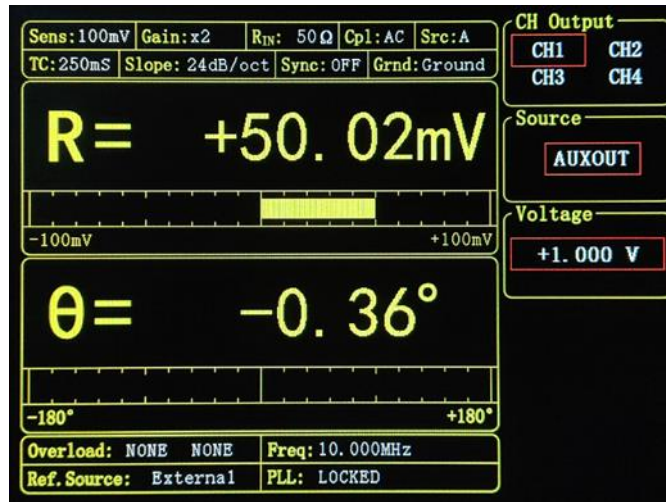 Sens:100mV Gain:x2 RIN: 50Ω Cpl:AC Src:A
TC:250mS Slope: 24dB/oct Sync:OFF Grnd:Ground
R= +50.02mV
-100mV +100mV
θ= -0.36°
-180° +180°
Overload: NONE NONE Freq:10.000MHz
Ref.Source: External PLL: LOCKED
CH Output
CH1 CH2
CH3 CH4
Source
AUXOUT
Voltage
+1.000 V